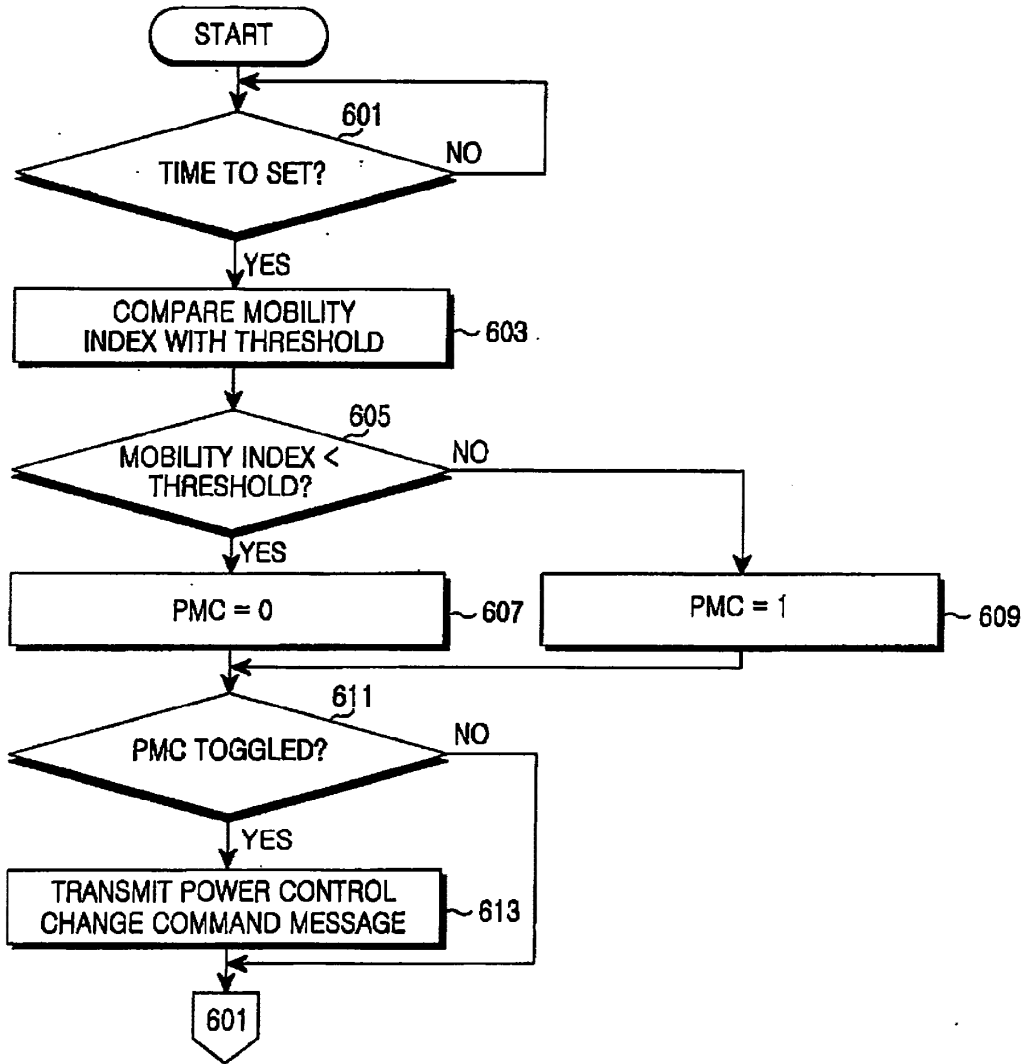 START
601
TIME TO SET?
NO
YES
COMPARE MOBILITY
INDEX WITH THRESHOLD
603
605
MOBILITY INDEX <
THRESHOLD?
NO
YES
PMC = 0
607
PMC = 1
609
611
PMC TOGGLED?
NO
YES
TRANSMIT POWER CONTROL
CHANGE COMMAND MESSAGE
613
601